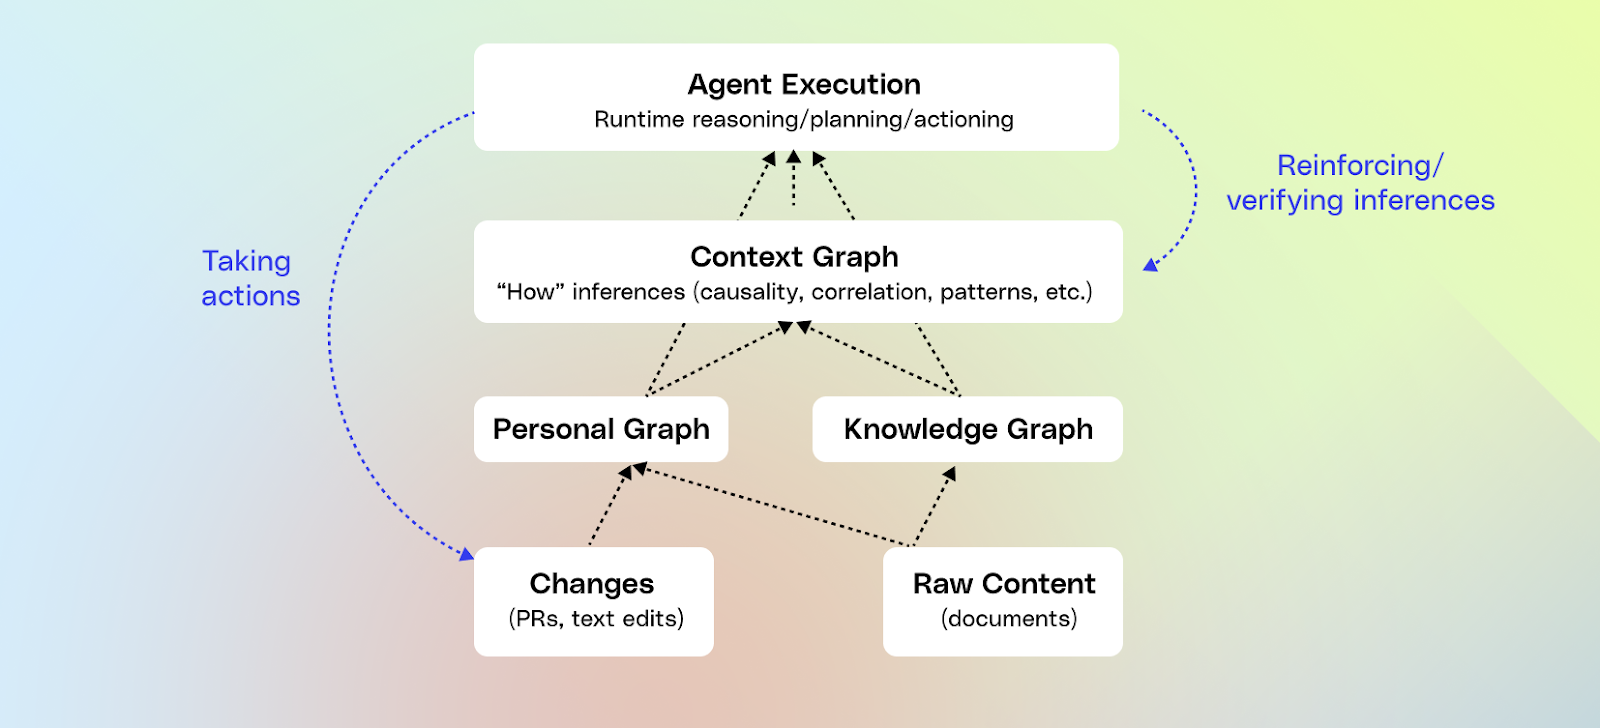 Agent Execution
Runtime reasoning/planning/actioning
Reinforcing/
verifying inferences
Context Graph
“How” inferences (causality, correlation, patterns, etc.)
Taking
actions
Personal Graph
Knowledge Graph
Changes
(PRs, text edits)
Raw Content
(documents)